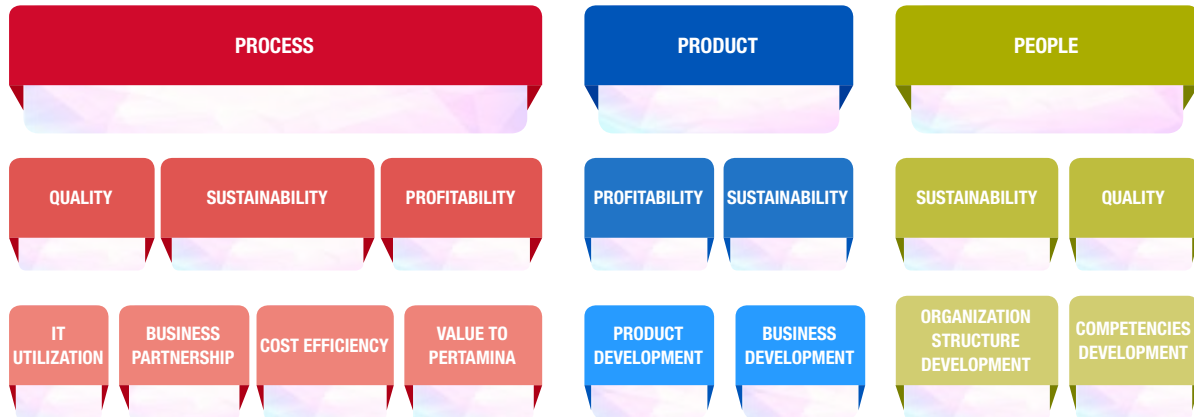 PROCESS
PRODUCT
PEOPLE
QUALITY
SUSTAINABILITY
PROFITABILITY
PROFITABILITY
SUSTAINABILITY
SUSTAINABILITY
QUALITY
IT
UTILIZATION
BUSINESS
PARTNERSHIP
COST EFFICIENCY
VALUE TO
PERTAMINA
PRODUCT
DEVELOPMENT
BUSINESS
DEVELOPMENT
ORGANIZATION
STRUCTURE
DEVELOPMENT
COMPETENCIES
DEVELOPMENT